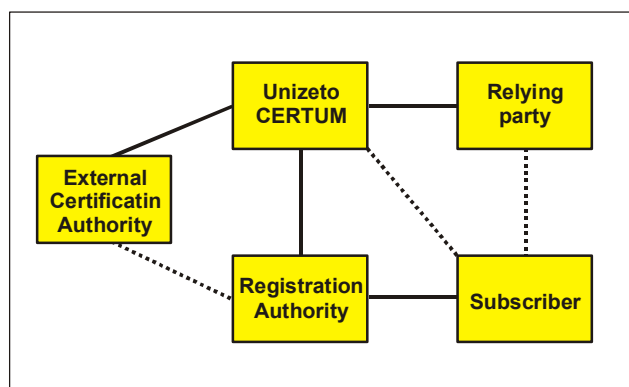 Unizeto
CERTUM
Relying
party
External
Certificatin
Authority
Registration
Authority
Subscriber